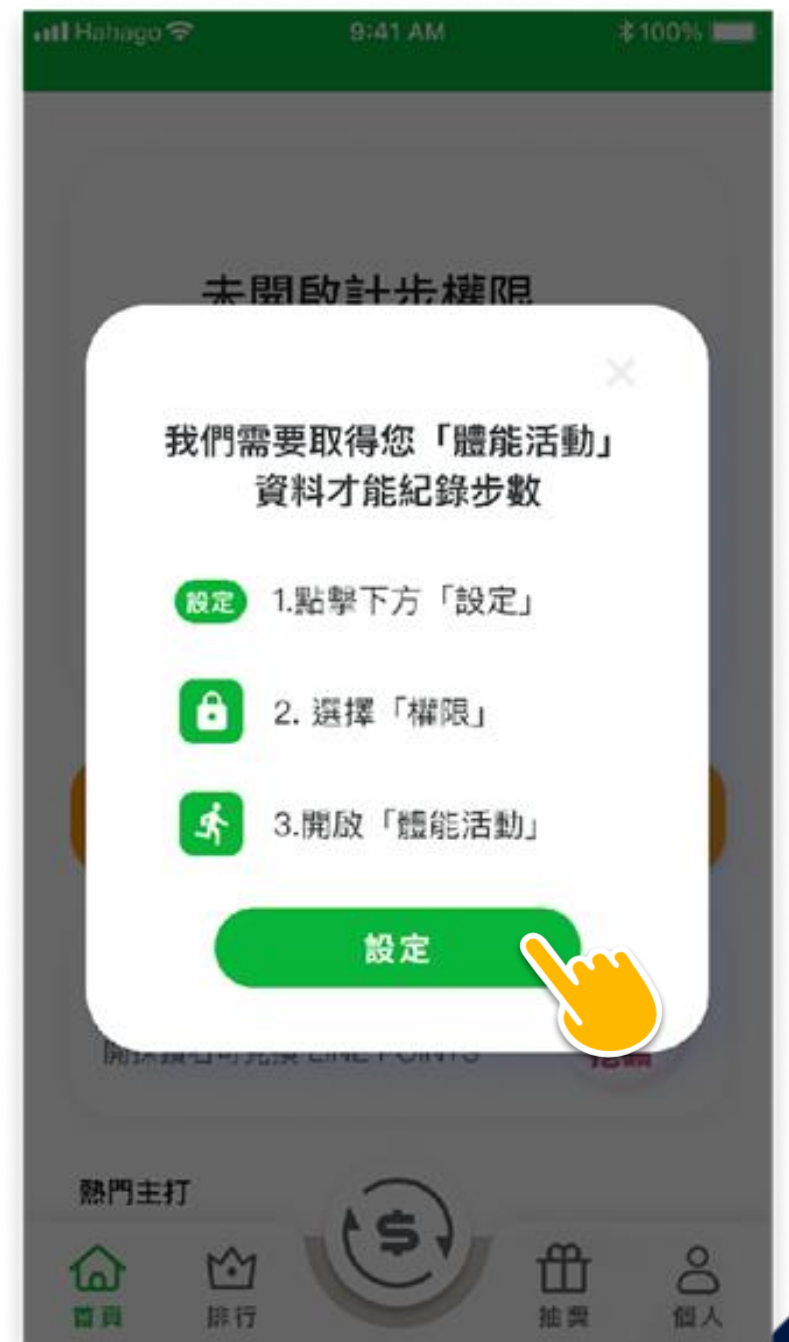 Hahago
9:41 AM
100%
未開啟計步權限
我們需要取得您「體能活動」
資料才能紀錄步數
設定 1.點擊下方「設定」
2. 選擇「權限」
3.開啟「體能活動」
設定
LINE POINTS
熱門主打
首頁
排行
抽獎
個人